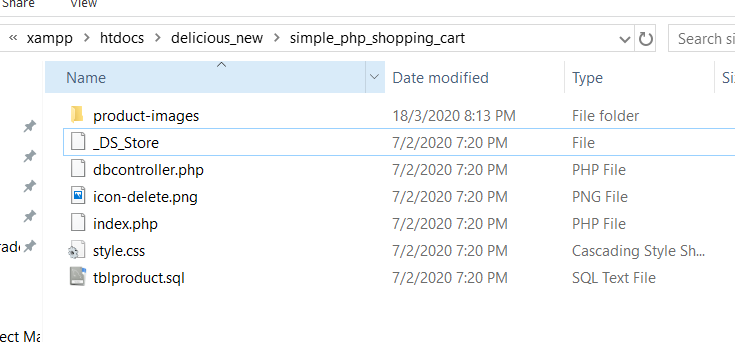 Share View
« xampp > htdocs > delicious_new > simple_php_shopping_cart Search si
Name Date modified Type Si
product-images 18/3/2020 8:13 PM File folder
_DS_Store 7/2/2020 7:20 PM File
dbcontroller.php 7/2/2020 7:20 PM PHP File
icon-delete.png 7/2/2020 7:20 PM PNG File
index.php 7/2/2020 7:20 PM PHP File
rade style.css 7/2/2020 7:20 PM Cascading Style Sh...
tblproduct.sql 7/2/2020 7:20 PM SQL Text File
ect Ma